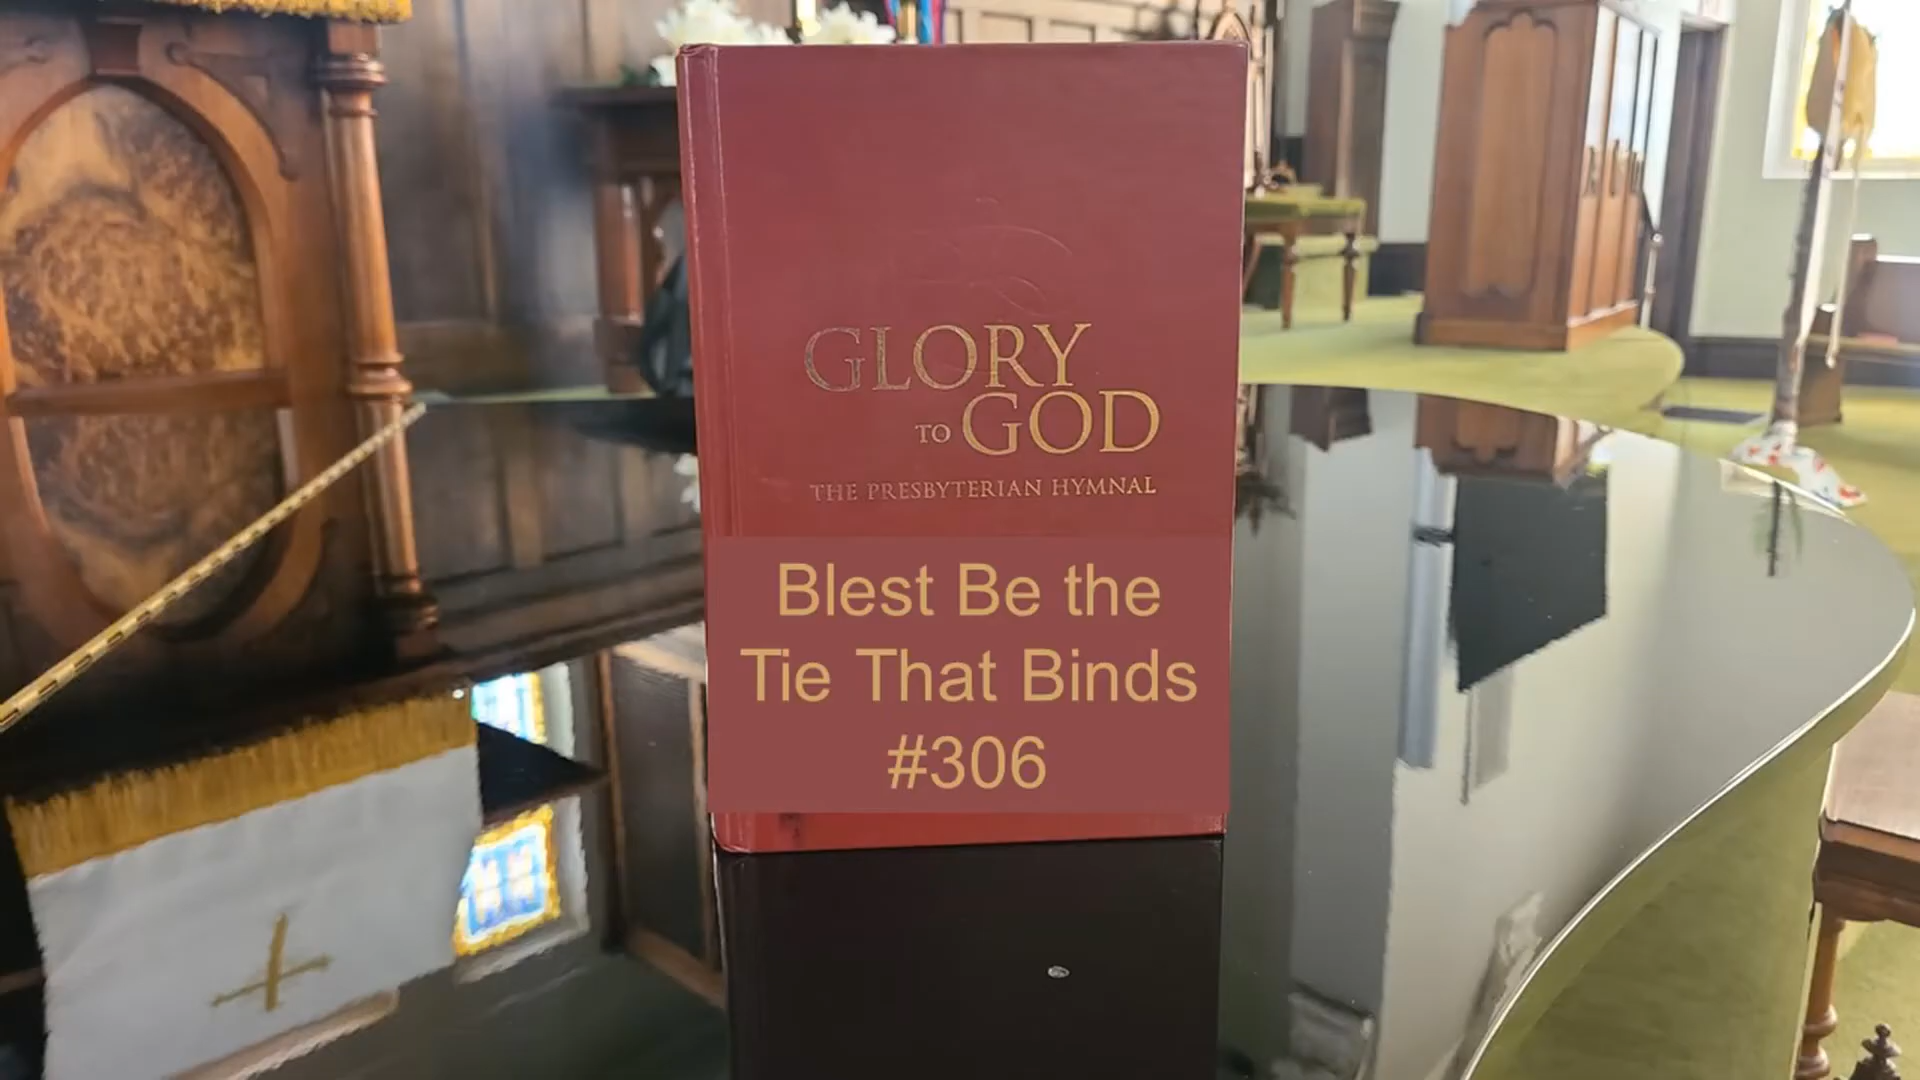 GLORY
TO GOD
THE PRESBYTERIAN HYMNAL
Blest Be the
Tie That Binds
#306